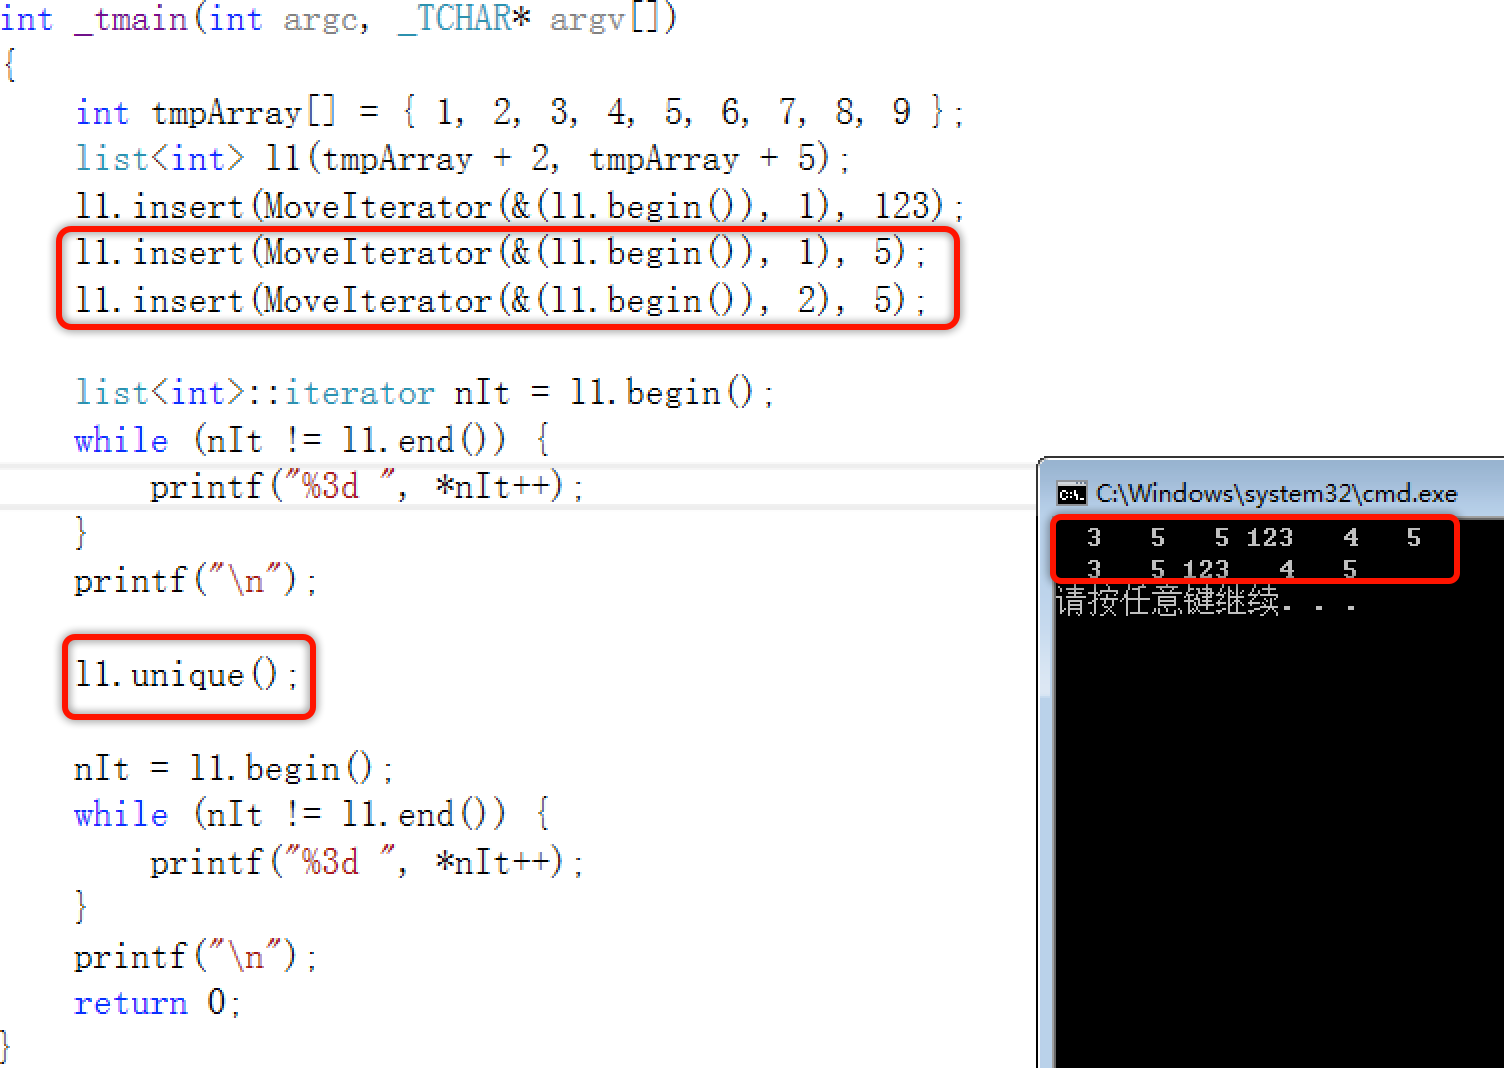 int _tmain(int argc, _TCHAR* argv[])
{
    int tmpArray[] = { 1, 2, 3, 4, 5, 6, 7, 8, 9 };
    list<int> l1(tmpArray + 2, tmpArray + 5);
    l1.insert(MoveIterator(&(l1.begin()), 1), 123);
    l1.insert(MoveIterator(&(l1.begin()), 1), 5);
    l1.insert(MoveIterator(&(l1.begin()), 2), 5);
    list<int>::iterator nIt = l1.begin();
    while (nIt != l1.end()) {
        printf("%3d ", *nIt++);
    }
    printf("\n");
    l1.unique();
    nIt = l1.begin();
    while (nIt != l1.end()) {
        printf("%3d ", *nIt++);
    }
    printf("\n");
    return 0;
}
C:\Windows\system32\cmd.exe
  3   5   5 123   4   5
  3   5 123   4   5
请按任意键继续. . .